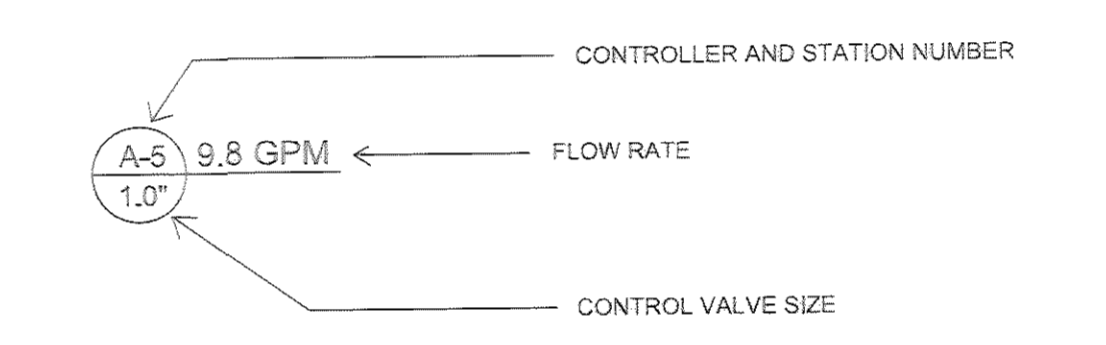 CONTROLLER AND STATION NUMBER
A-5 9.8 GPM
FLOW RATE
1.0"
CONTROL VALVE SIZE